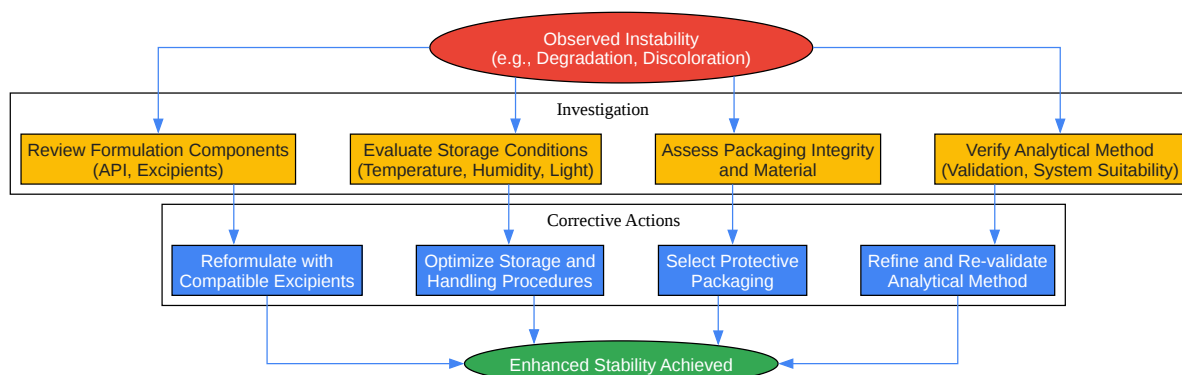 Observed Instability
(e.g., Degradation, Discoloration)
Investigation
Review Formulation Components
(API, Excipients)
Evaluate Storage Conditions
(Temperature, Humidity, Light)
Assess Packaging Integrity
and Material
Verify Analytical Method
(Validation, System Suitability)
Corrective Actions
Reformulate with
Compatible Excipients
Optimize Storage and
Handling Procedures
Select Protective
Packaging
Refine and Re-validate
Analytical Method
Enhanced Stability Achieved